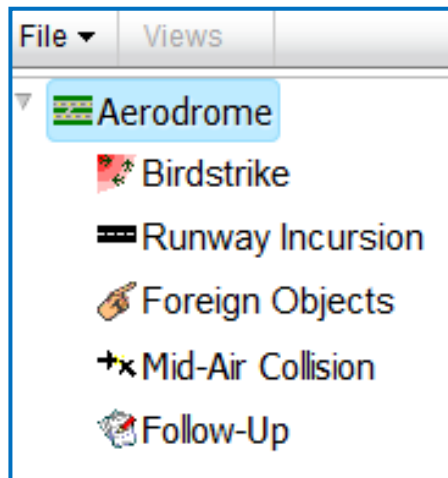 File Views
Aerodrome
Birdstrike
Runway Incursion
Foreign Objects
Mid-Air Collision
Follow-Up